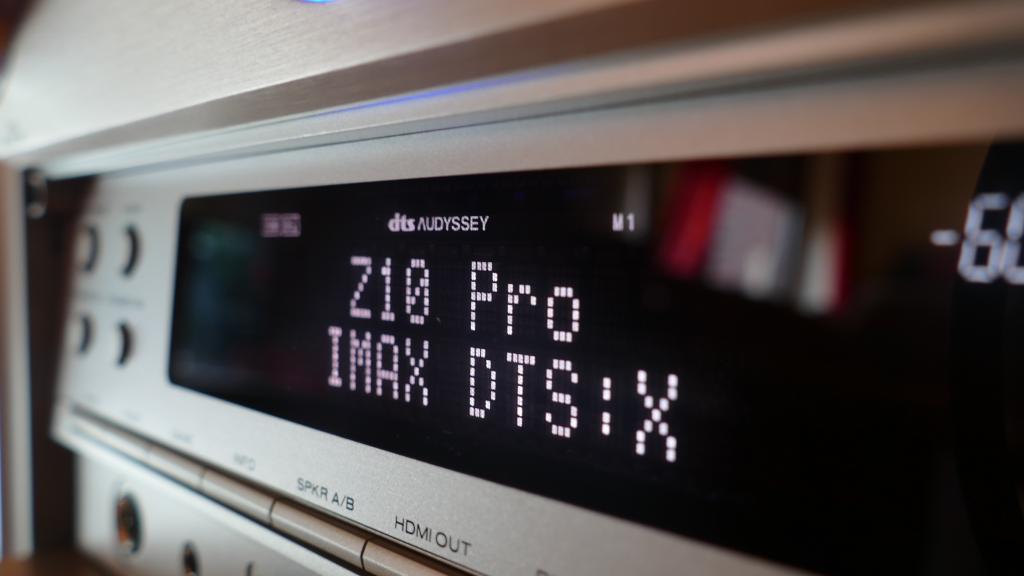 dts AUDYSSEY M1
Z10 Pro
IMAX DTS:X
INFO
SPKR A/B
HDMI OUT